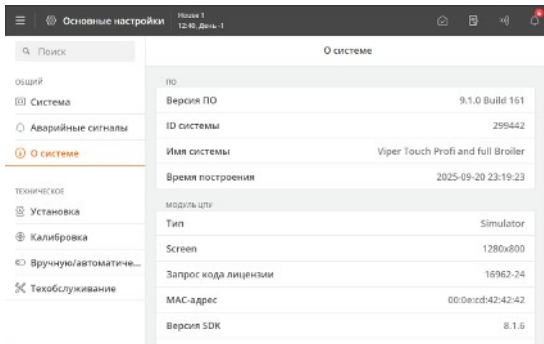 Основные настройки
House 1
12:40, День -1
Поиск
О системе
ОБЩИЙ
Система
Аварийные сигналы
О системе
ТЕХНИЧЕСКОЕ
Установка
Калибровка
Вручную/автоматиче...
Техобслуживание
ПО
Версия ПО 9.1.0 Build 161
ID системы 299442
Имя системы Viper Touch Profi and full Broiler
Время построения 2025-09-20 23:19:23
МОДУЛЬ ЦПУ
Тип Simulator
Screen 1280x800
Запрос кода лицензии 16962-24
MAC-адрес 00:0e:cd:42:42:42
Версия SDK 8.1.6